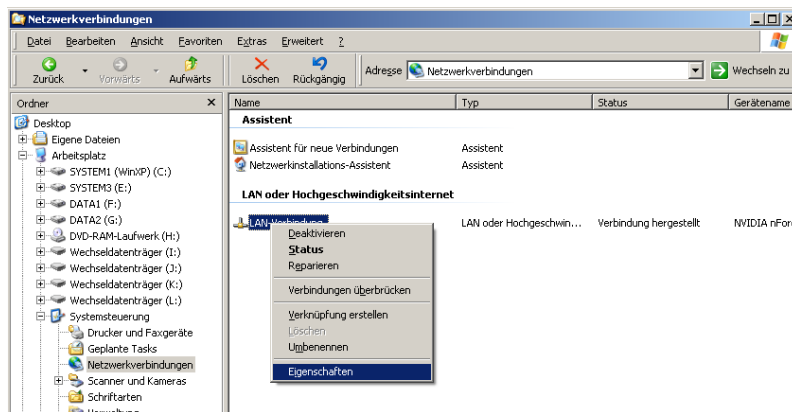 Netzwerkverbindungen
Datei Bearbeiten Ansicht Favoriten Extras Erweitert ?
Zurück Vorwärts Aufwärts Löschen Rückgängig Adresse Netzwerkverbindungen Wechseln zu
Ordner
Desktop
Eigene Dateien
Arbeitsplatz
SYSTEM1 (WinXP) (C:)
SYSTEM3 (E:)
DATA1 (F:)
DATA2 (G:)
DVD-RAM-Laufwerk (H:)
Wechseldatenträger (I:)
Wechseldatenträger (J:)
Wechseldatenträger (K:)
Wechseldatenträger (L:)
Systemsteuerung
Drucker und Faxgeräte
Geplante Tasks
Netzwerkverbindungen
Scanner und Kameras
Schriftarten
Verwaltung
Name Typ Status Gerätename
Assistent
Assistent für neue Verbindungen Assistent
Netzwerkinstallations-Assistent Assistent
LAN oder Hochgeschwindigkeitsinternet
LAN-Verbindung LAN oder Hochgeschwin... Verbindung hergestellt NVIDIA nFor
Deaktivieren
Status
Reparieren
Verbindungen überbrücken
Verknüpfung erstellen
Löschen
Umbenennen
Eigenschaften